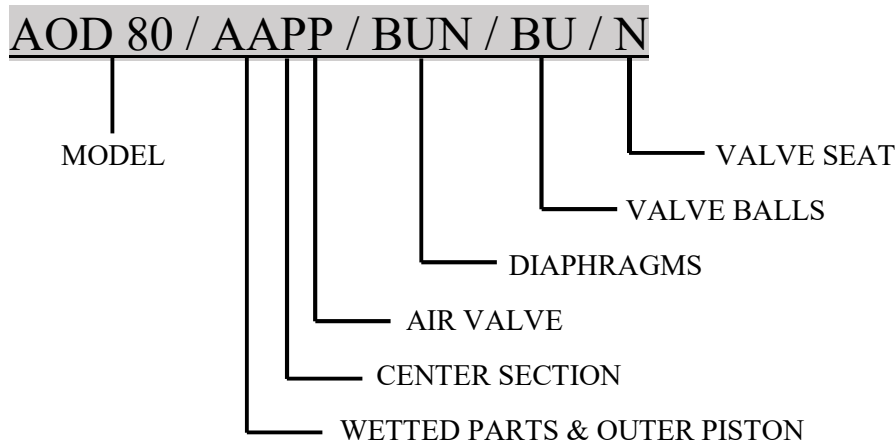 AOD 80 / AAPP / BUN / BU / N
MODEL
VALVE SEAT
VALVE BALLS
DIAPHRAGMS
AIR VALVE
CENTER SECTION
WETTED PARTS & OUTER PISTON